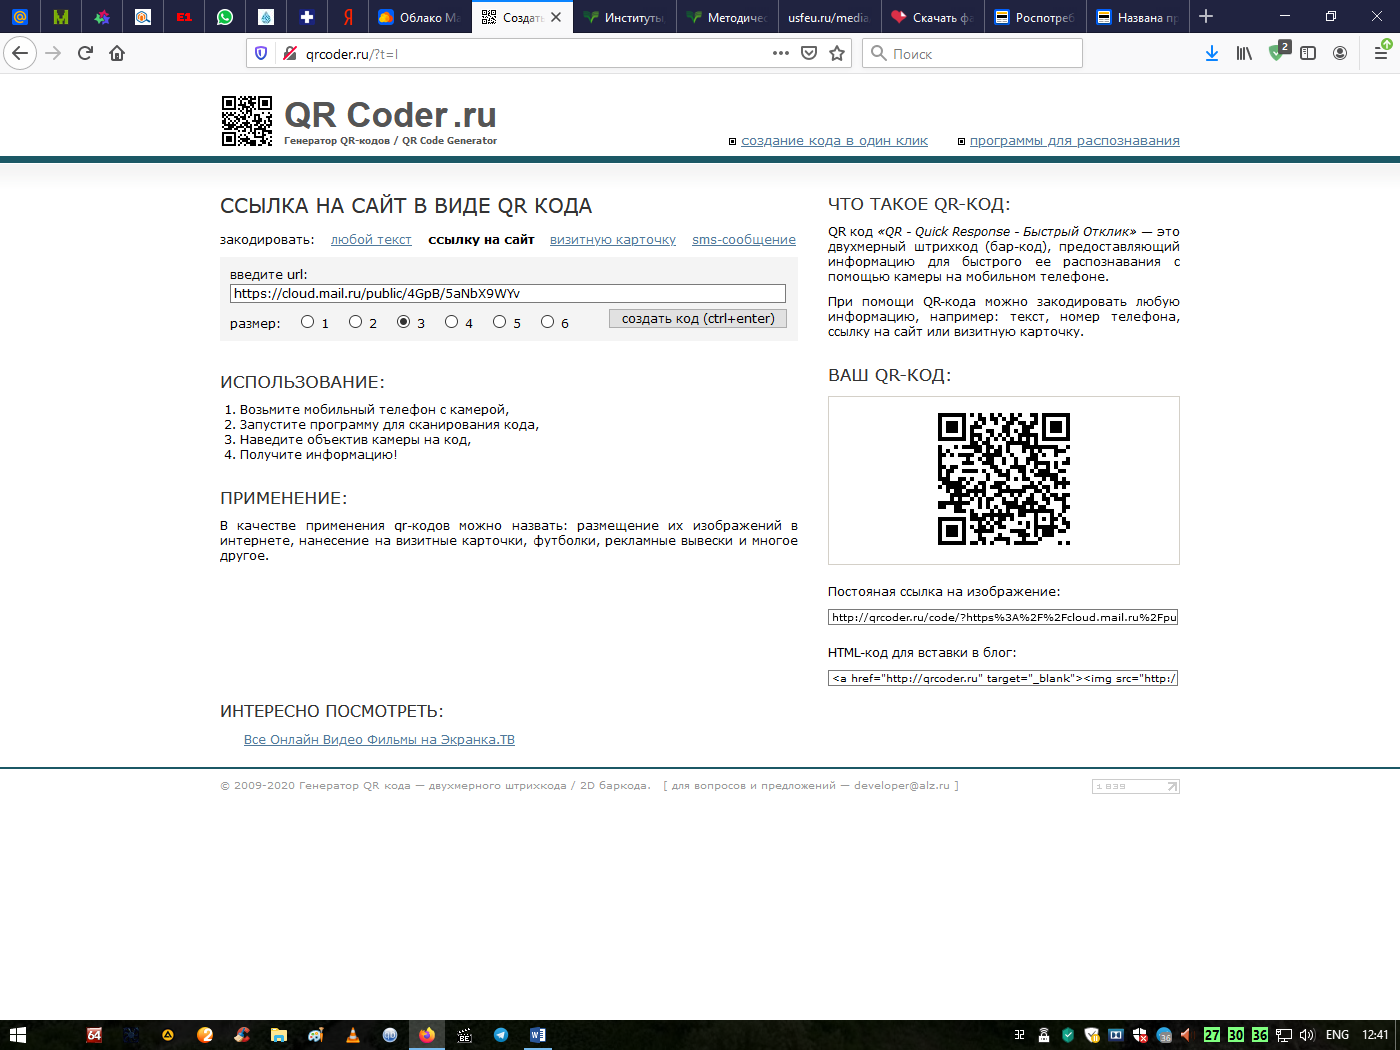 E1
Я
Облако Ma
Создать
Институты,
Методичес
usfeu.ru/media
Скачать фа
Роспотреб
Названа пр
qrcoder.ru/?t=l
Поиск
2
QR Coder.ru
Генератор QR-кодов / QR Code Generator
создание кода в один клик
программы для распознавания
ССЫЛКА НА САЙТ В ВИДЕ QR КОДА
закодировать: любой текст ссылку на сайт визитную карточку sms-сообщение
введите url:
https://cloud.mail.ru/public/4GpB/5aNbX9WYv
размер: 1 2 3 4 5 6 создать код (ctrl+enter)
ИСПОЛЬЗОВАНИЕ:
1. Возьмите мобильный телефон с камерой,
2. Запустите программу для сканирования кода,
3. Наведите объектив камеры на код,
4. Получите информацию!
ПРИМЕНЕНИЕ:
В качестве применения qr-кодов можно назвать: размещение их изображений в
интернете, нанесение на визитные карточки, футболки, рекламные вывески и многое
другое.
ЧТО ТАКОЕ QR-КОД:
QR код «QR - Quick Response - Быстрый Отклик» — это
двухмерный штрихкод (бар-код), предоставляющий
информацию для быстрого ее распознавания с
помощью камеры на мобильном телефоне.
При помощи QR-кода можно закодировать любую
информацию, например: текст, номер телефона,
ссылку на сайт или визитную карточку.
ВАШ QR-КОД:
Постояная ссылка на изображение:
http://qrcoder.ru/code/?https%3A%2F%2Fcloud.mail.ru%2Fpu
HTML-код для вставки в блог:
<a href="http://qrcoder.ru" target="_blank"><img src="http:/
ИНТЕРЕСНО ПОСМОТРЕТЬ:
Все Онлайн Видео Фильмы на Экранка.ТВ
© 2009-2020 Генератор QR кода — двухмерного штрихкода / 2D баркода. [ для вопросов и предложений — developer@alz.ru ]
1839
64
27 30 36
ENG
12:41